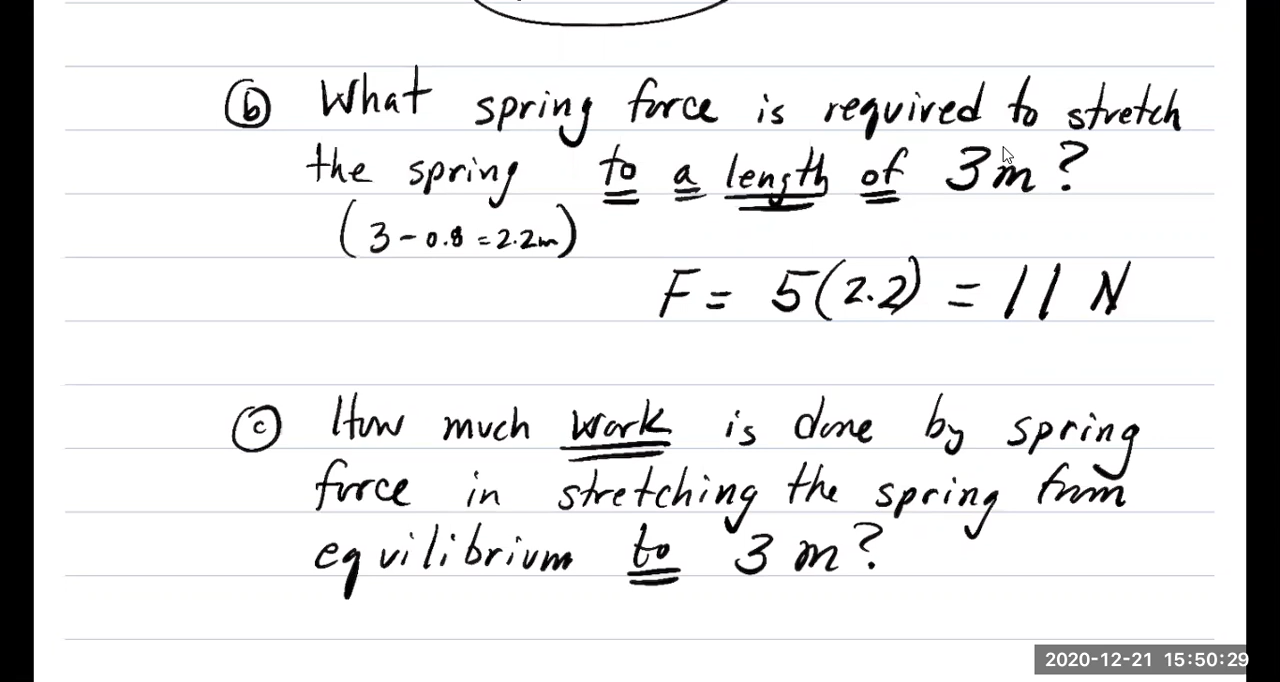 (b) What spring force is required to stretch
the spring to a length of 3m?
(3 - 0.8 = 2.2m)
F = 5(2.2) = 11 N
(c) How much work is done by spring
force in stretching the spring from
equilibrium to 3 m?
2020-12-21 15:50:29